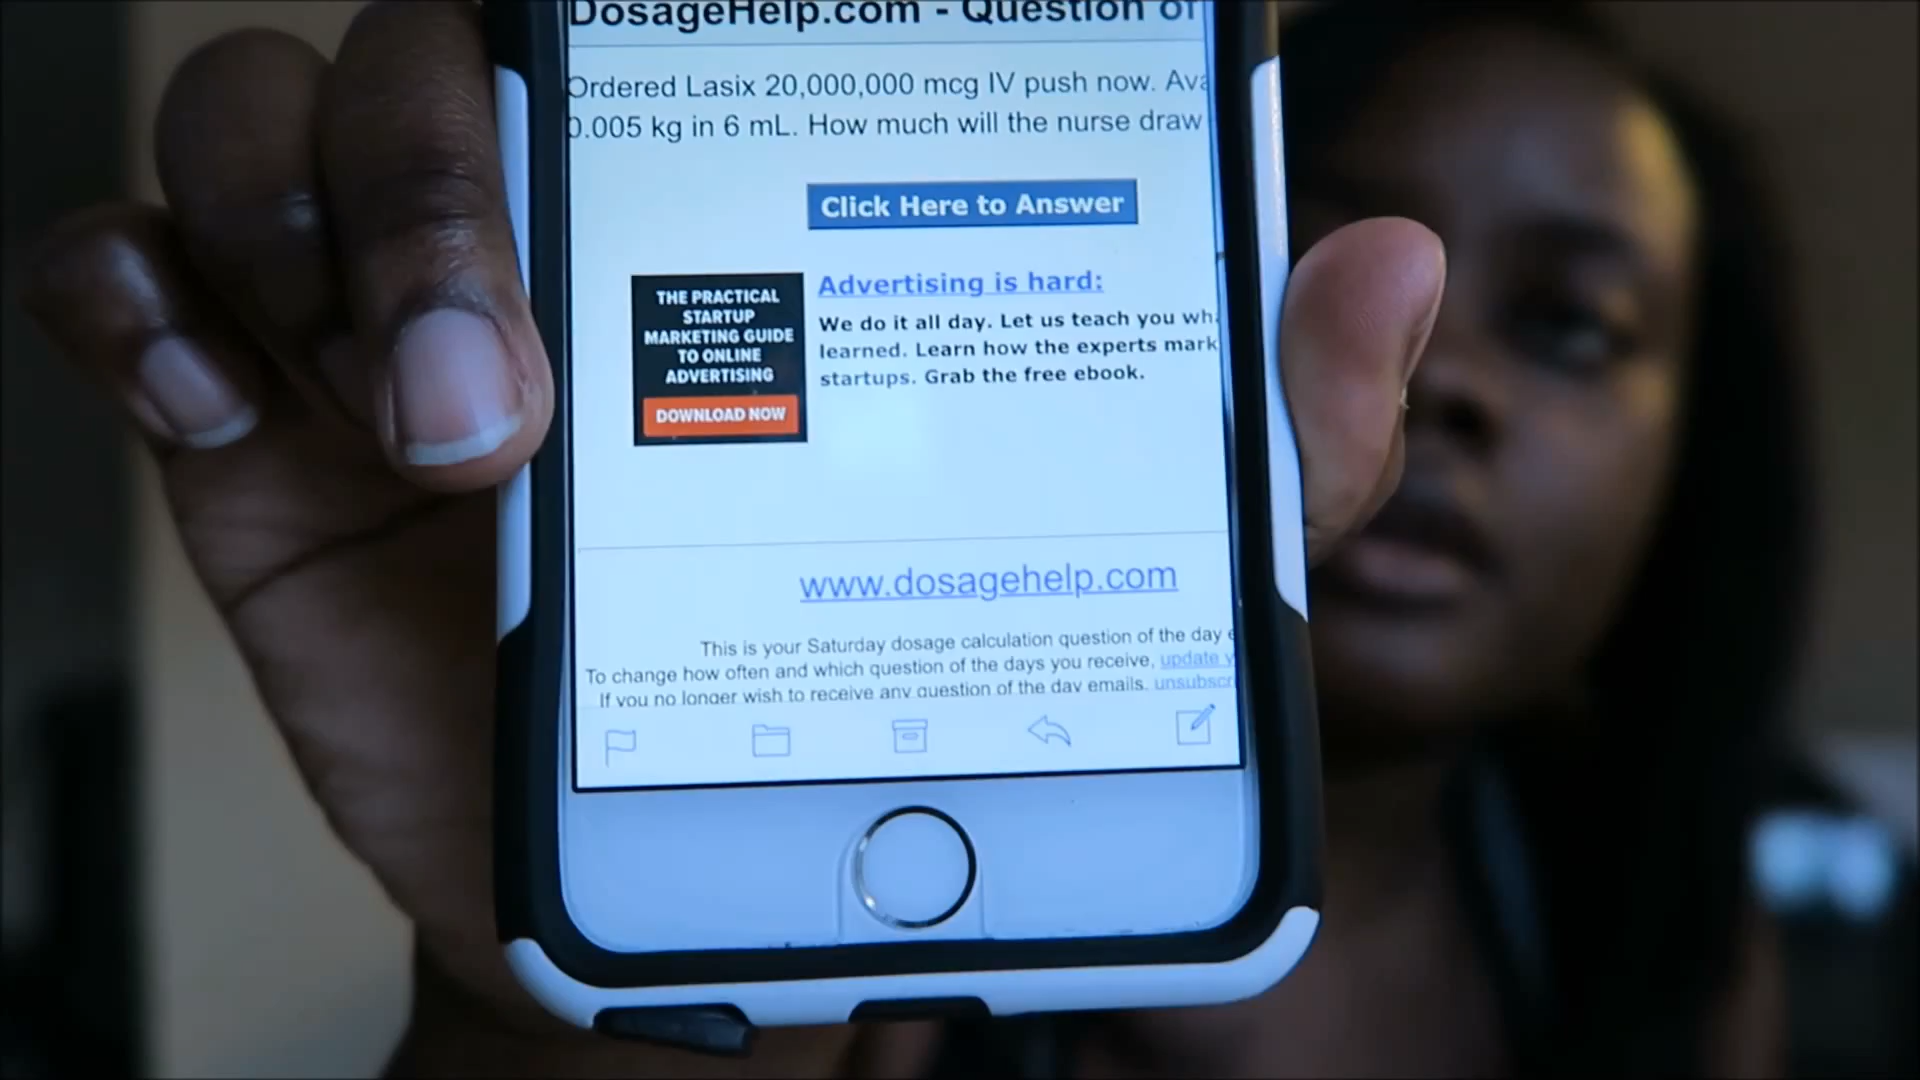 DosageHelp.com - Question of
Ordered Lasix 20,000,000 mcg IV push now.
0.005 kg in 6 mL. How much will the nurse draw
Click Here to Answer
THE PRACTICAL
STARTUP
MARKETING GUIDE
TO ONLINE
ADVERTISING
DOWNLOAD NOW
Advertising is hard:
We do it all day. Let us teach you
learned. Learn how the experts mark
startups. Grab the free ebook.
www.dosagehelp.com
This is your Saturday dosage calculation question of the day
To change how often and which question of the days you receive, update
If you no longer wish to receive any question of the day emails, unsubscr